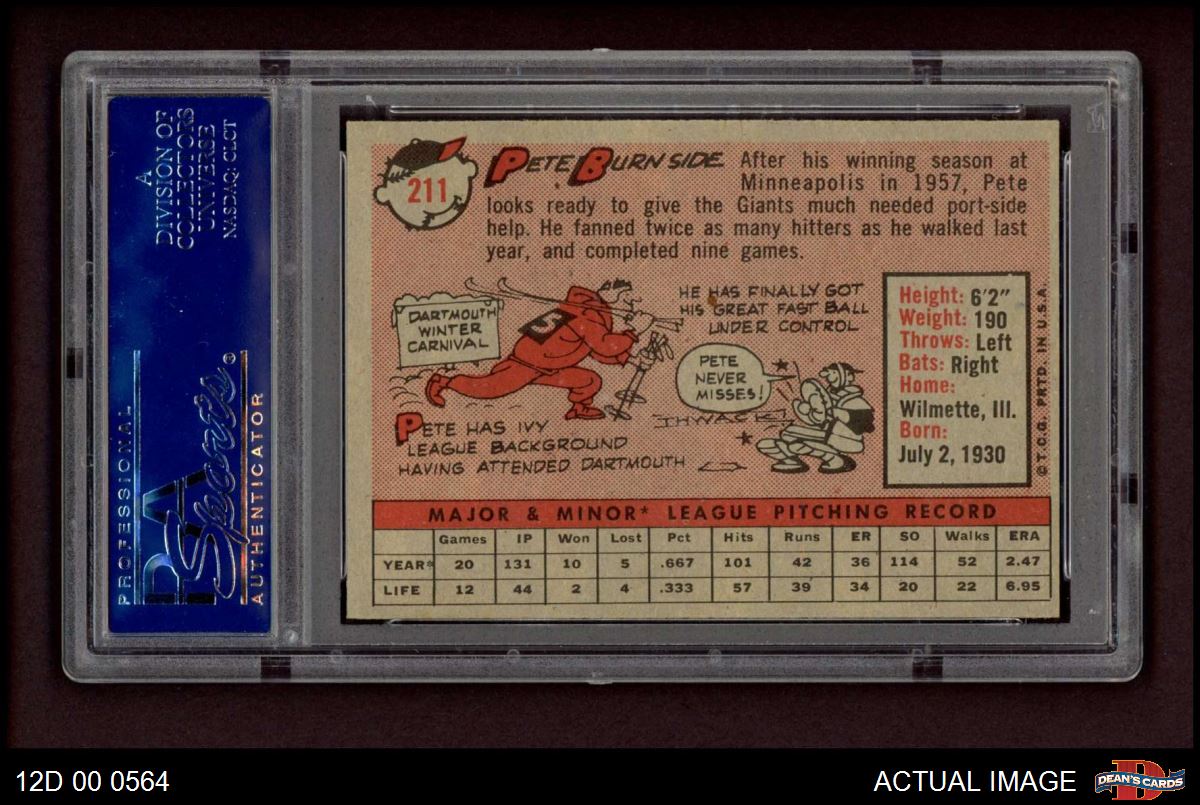 A
DIVISION OF
COLLECTORS
UNIVERSE
NASDAQ: CLCT
PROFESSIONAL
PSA
Sports®
AUTHENTICATOR
211
PETE BURNSIDE
After his winning season at
Minneapolis in 1957, Pete
looks ready to give the Giants much needed port-side
help. He fanned twice as many hitters as he walked last
year, and completed nine games.
DARTMOUTH
WINTER
CARNIVAL
S
PETE HAS IVY
LEAGUE BACKGROUND
HAVING ATTENDED DARTMOUTH
HE HAS FINALLY GOT
HIS GREAT FAST BALL
UNDER CONTROL
PETE
NEVER
MISSES!
THWACK!
Height: 6'2"
Weight: 190
Throws: Left
Bats: Right
Home:
Wilmette, Ill.
Born:
July 2, 1930
© T.C.G. PRTD. IN U.S.A.
MAJOR & MINOR* LEAGUE PITCHING RECORD
Games IP Won Lost Pct Hits Runs ER SO Walks ERA
YEAR* 20 131 10 5 .667 101 42 36 114 52 2.47
LIFE 12 44 2 4 .333 57 39 34 20 22 6.95
12D 00 0564
ACTUAL IMAGE
D
DEAN'S CARDS